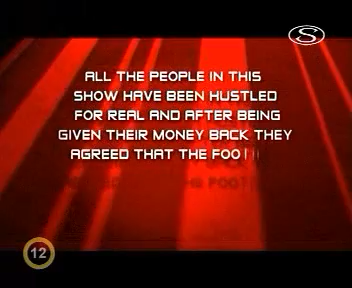 S
ALL THE PEOPLE IN THIS
SHOW HAVE BEEN HUSTLED
FOR REAL AND AFTER BEING
GIVEN THEIR MONEY BACK THEY
AGREED THAT THE FOO
12